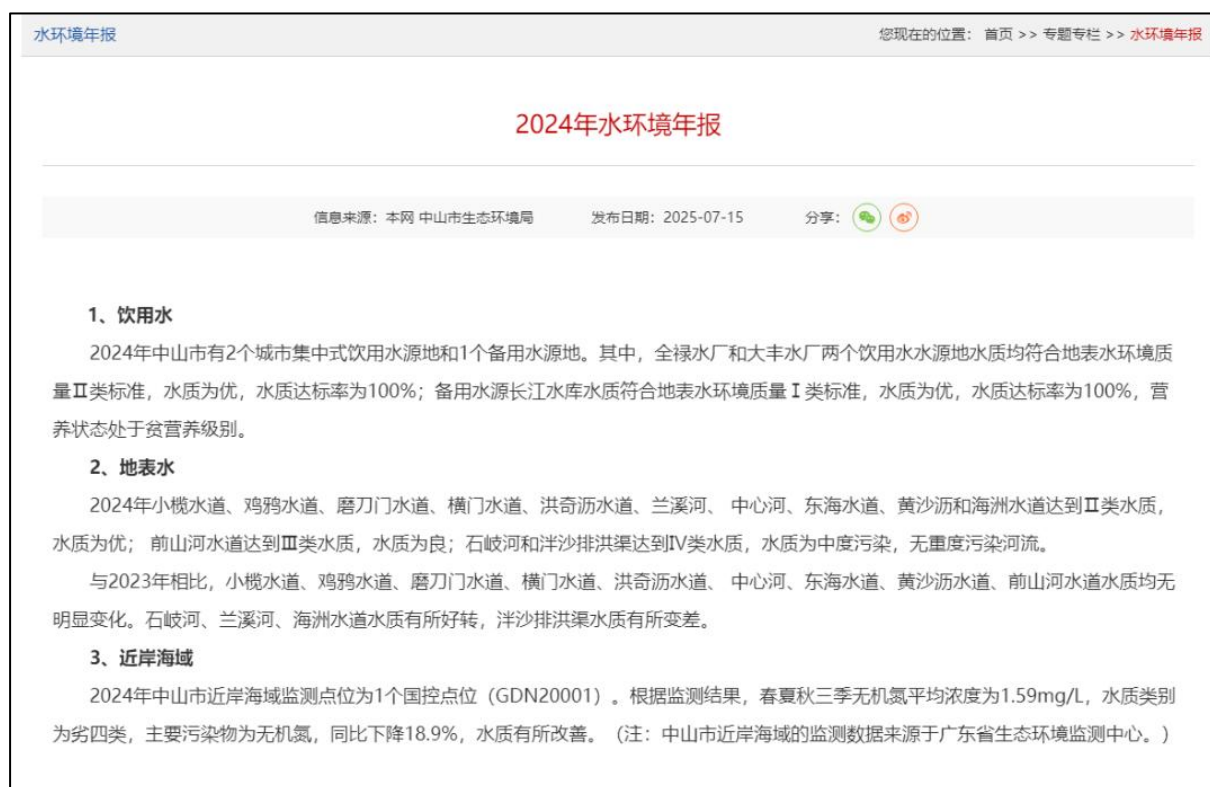 水环境年报
您现在的位置： 首页 >> 专题专栏 >> 水环境年报
2024年水环境年报
信息来源：本网 中山市生态环境局 发布日期：2025-07-15 分享：
1、饮用水
2024年中山市有2个城市集中式饮用水源地和1个备用水源地。其中，全禄水厂和大丰水厂两个饮用水水源地水质均符合地表水环境质
量Ⅱ类标准，水质为优，水质达标率为100%；备用水源长江水库水质符合地表水环境质量Ⅰ类标准，水质为优，水质达标率为100%，营
养状态处于贫营养级别。
2、地表水
2024年小榄水道、鸡鸦水道、磨刀门水道、横门水道、洪奇沥水道、兰溪河、 中心河、东海水道、黄沙沥和海洲水道达到Ⅱ类水质，
水质为优； 前山河水道达到Ⅲ类水质，水质为良；石岐河和泮沙排洪渠达到Ⅳ类水质，水质为中度污染，无重度污染河流。
与2023年相比，小榄水道、鸡鸦水道、磨刀门水道、横门水道、洪奇沥水道、 中心河、东海水道、黄沙沥水道、前山河水道水质均无
明显变化。石岐河、兰溪河、海洲水道水质有所好转，泮沙排洪渠水质有所变差。
3、近岸海域
2024年中山市近岸海域监测点位为1个国控点位（GDN20001）。根据监测结果，春夏秋三季无机氮平均浓度为1.59mg/L，水质类别
为劣四类，主要污染物为无机氮，同比下降18.9%，水质有所改善。（注：中山市近岸海域的监测数据来源于广东省生态环境监测中心。）